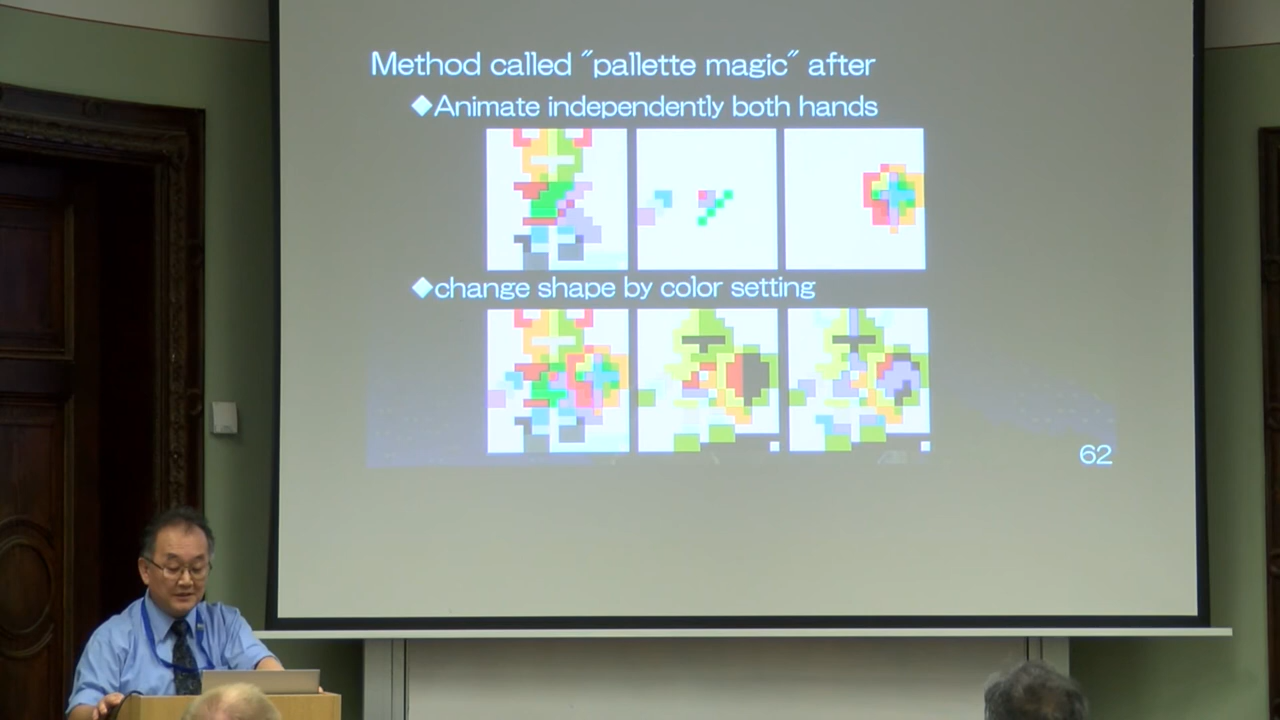 Method called "pallette magic" after
◆Animate independently both hands
◆change shape by color setting
62